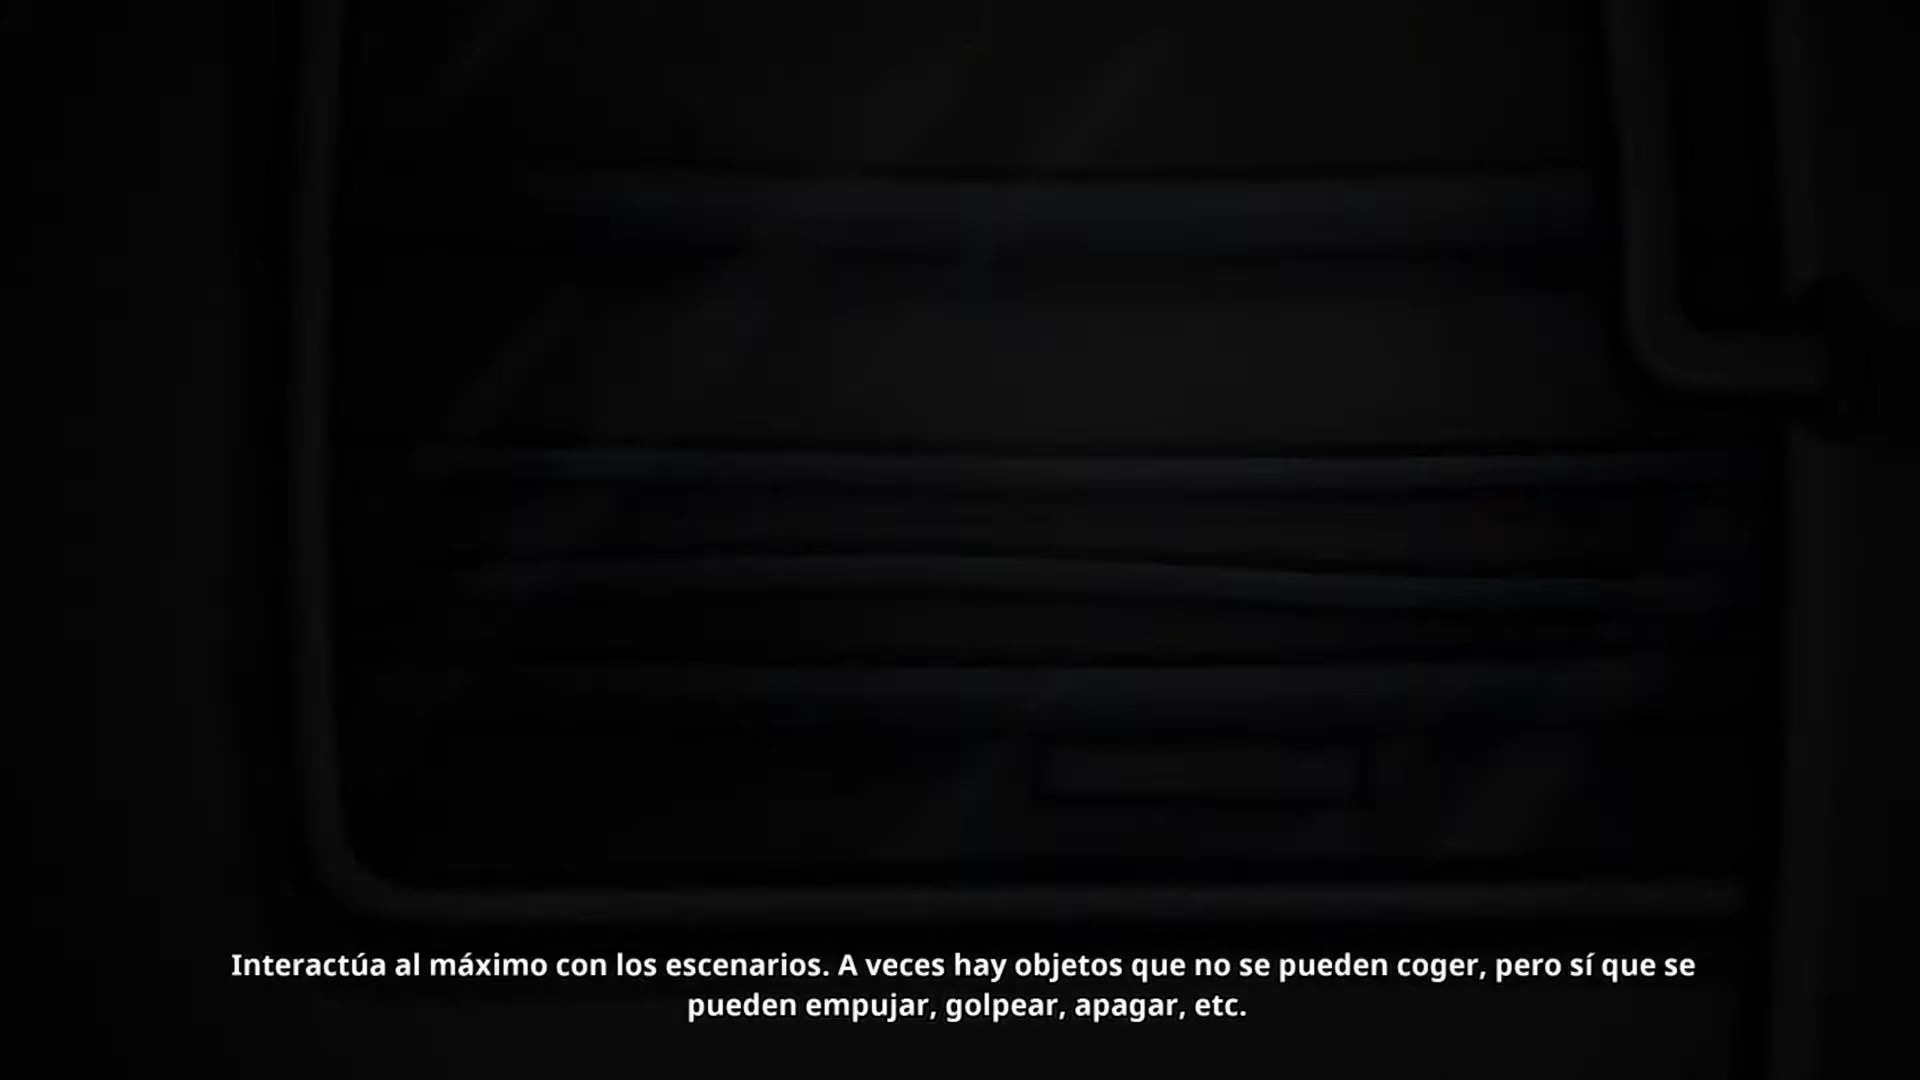 Interactúa al máximo con los escenarios. A veces hay objetos que no se pueden coger, pero sí que se
pueden empujar, golpear, apagar, etc.